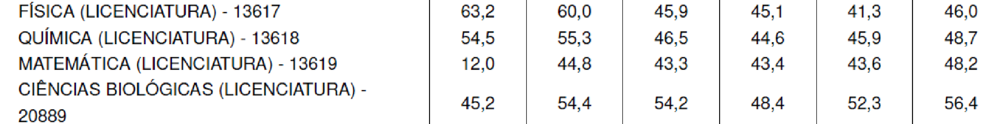 FÍSICA (LICENCIATURA) - 13617 63,2 60,0 45,9 45,1 41,3 46,0
QUÍMICA (LICENCIATURA) - 13618 54,5 55,3 46,5 44,6 45,9 48,7
MATEMÁTICA (LICENCIATURA) - 13619 12,0 44,8 43,3 43,4 43,6 48,2
CIÊNCIAS BIOLÓGICAS (LICENCIATURA) -
20889 45,2 54,4 54,2 48,4 52,3 56,4